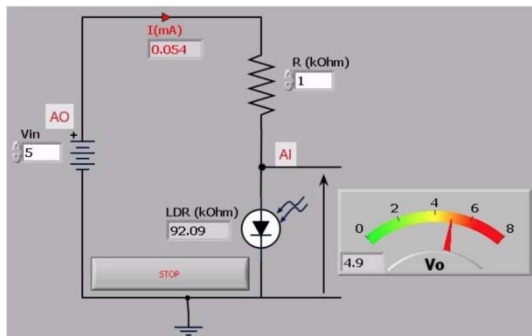 I(mA)
0.054
R (kOhm)
1
AO
+
Vin
5
AI
LDR (kOhm)
92.09
STOP
0 2 4 6 8
4.9
Vo